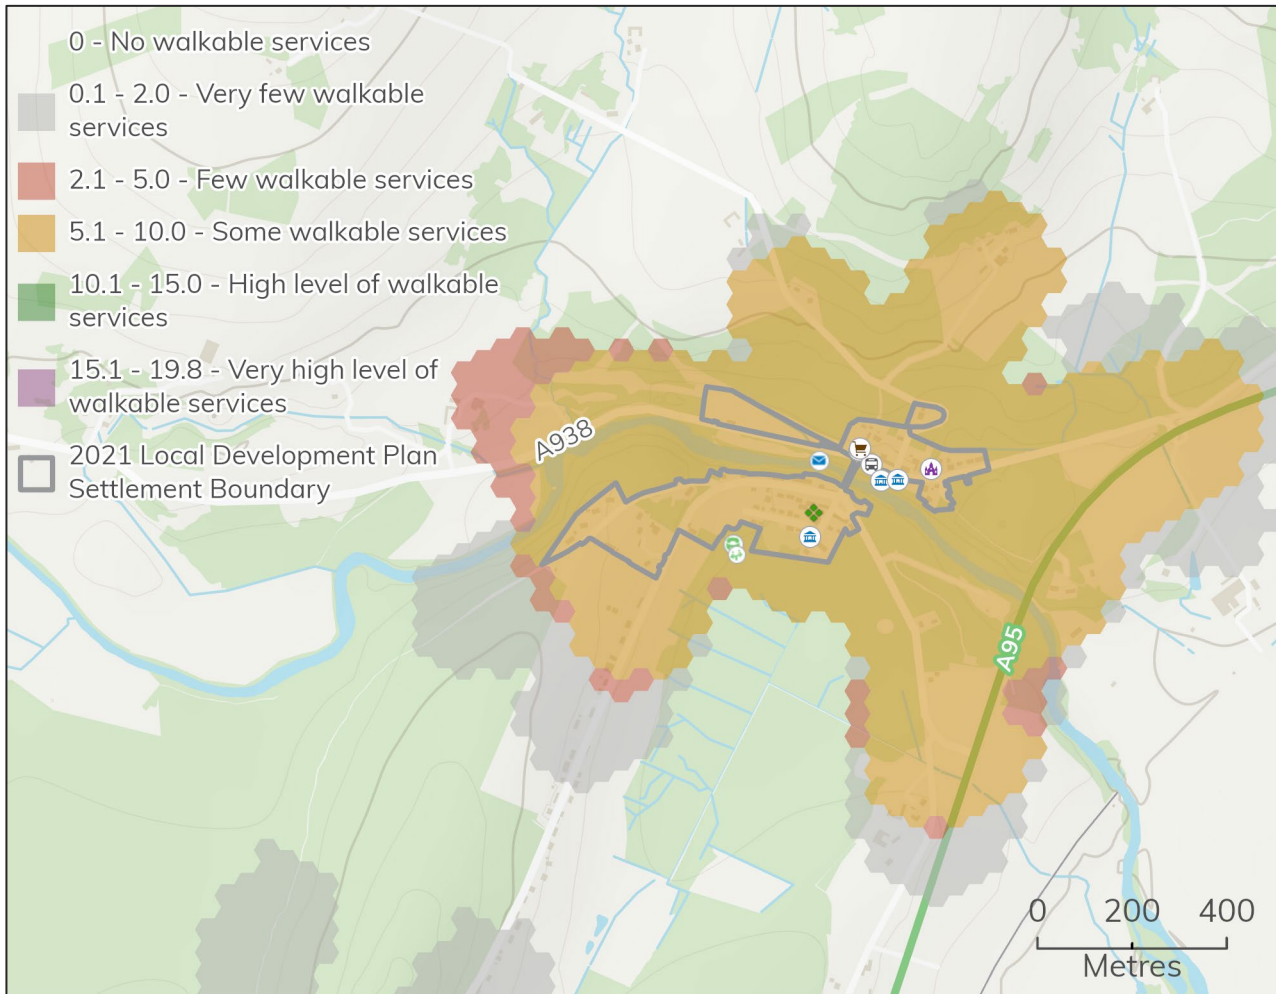 0 - No walkable services
0.1 - 2.0 - Very few walkable
services
2.1 - 5.0 - Few walkable services
5.1 - 10.0 - Some walkable services
10.1 - 15.0 - High level of walkable
services
15.1 - 19.8 - Very high level of
walkable services
2021 Local Development Plan
Settlement Boundary
A938
A95
0 200 400
Metres